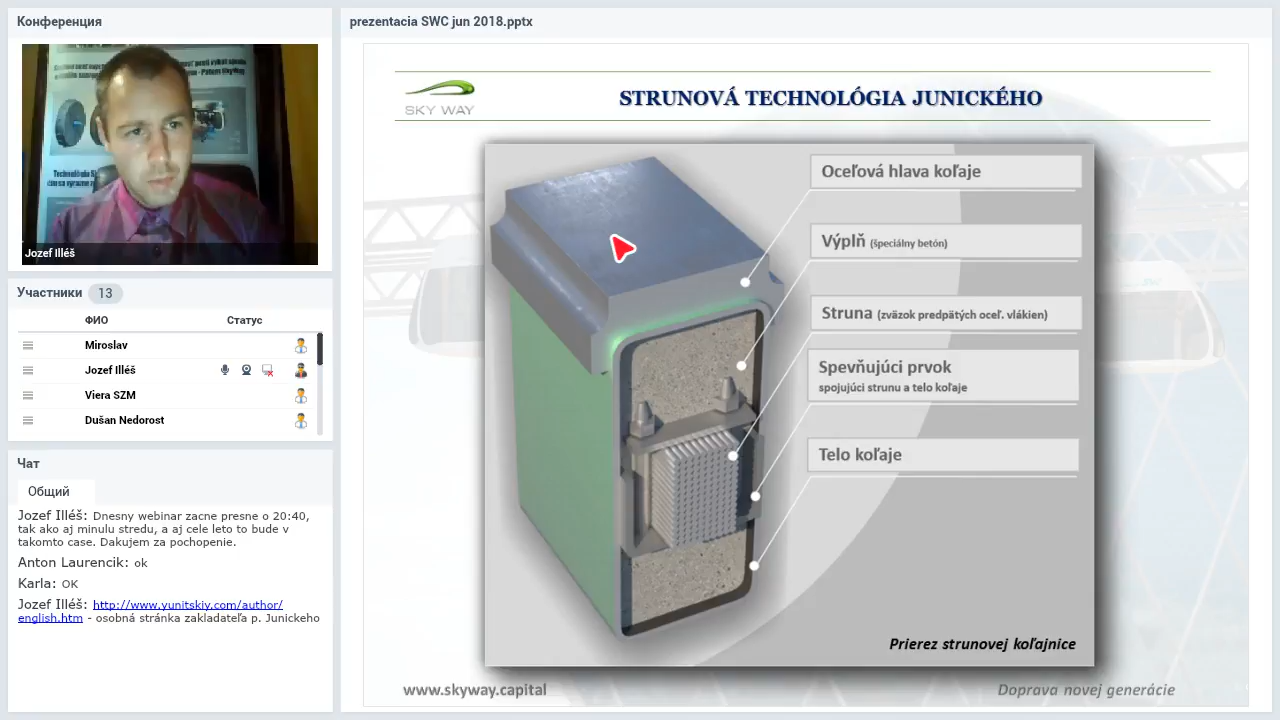 Конференция
Jozef Illéš
Участники 13
ФИО Статус
Miroslav
Jozef Illéš
Viera SZM
Dušan Nedorost
Чат
Общий
Jozef Illéš: Dnesny webinar zacne presne o 20:40,
tak ako aj minulu stredu, a aj cele leto to bude v
takomto case. Dakujem za pochopenie.
Anton Laurencik: ok
Karla: OK
Jozef Illéš: http://www.yunitskiy.com/author/
english.htm - osobná stránka zakladateľa p. Junickeho
prezentacia SWC jun 2018.pptx
SKY WAY
STRUNOVÁ TECHNOLÓGIA JUNICKÉHO
Oceľová hlava koľaje
Výplň (špeciálny betón)
Struna (zväzok predpätých oceľ. vlákien)
Spevňujúci prvok
spojujúci strunu a telo koľaje
Telo koľaje
Prierez strunovej koľajnice
www.skyway.capital
Doprava novej generácie